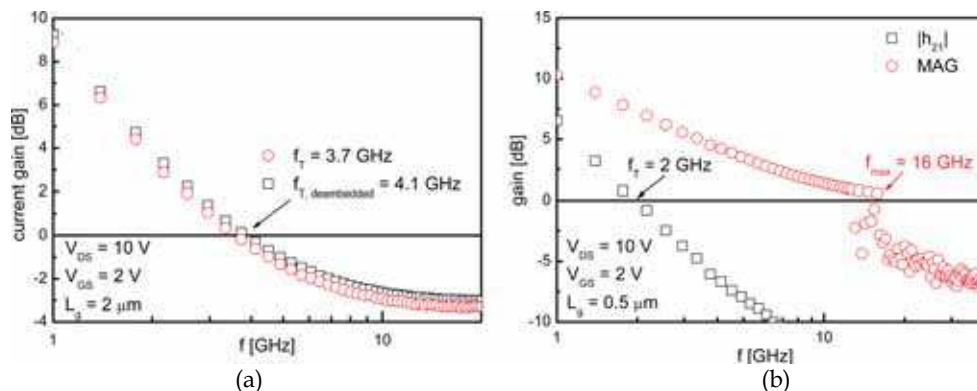 current gain [dB]
10
8
6
4
2
0
-2
-4
f_T = 3.7 GHz
f_T, deembedded = 4.1 GHz
V_DS = 10 V
V_GS = 2 V
L_g = 2 μm
1
10
f [GHz]
(a)
gain [dB]
15
10
5
0
-5
-10
|h_21|
MAG
f_T = 2 GHz
f_max = 16 GHz
V_DS = 10 V
V_GS = 2 V
L_g = 0.5 μm
1
10
f [GHz]
(b)